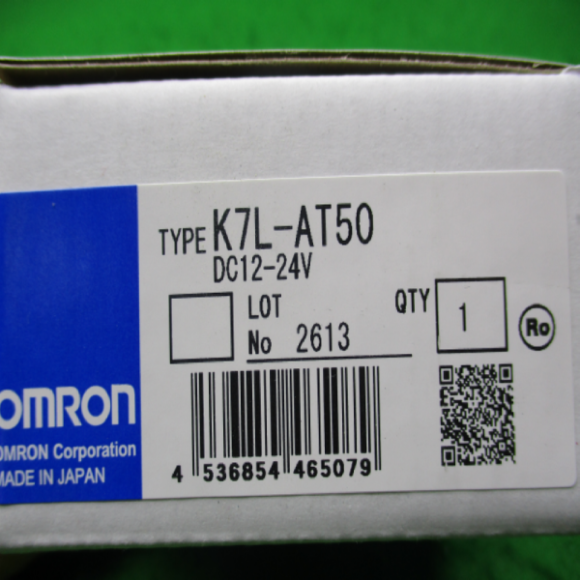 TYPE K7L-AT50
DC12-24V
LOT
No 2613
QTY 1
Ro
OMRON
OMRON Corporation
MADE IN JAPAN
4 536854 465079